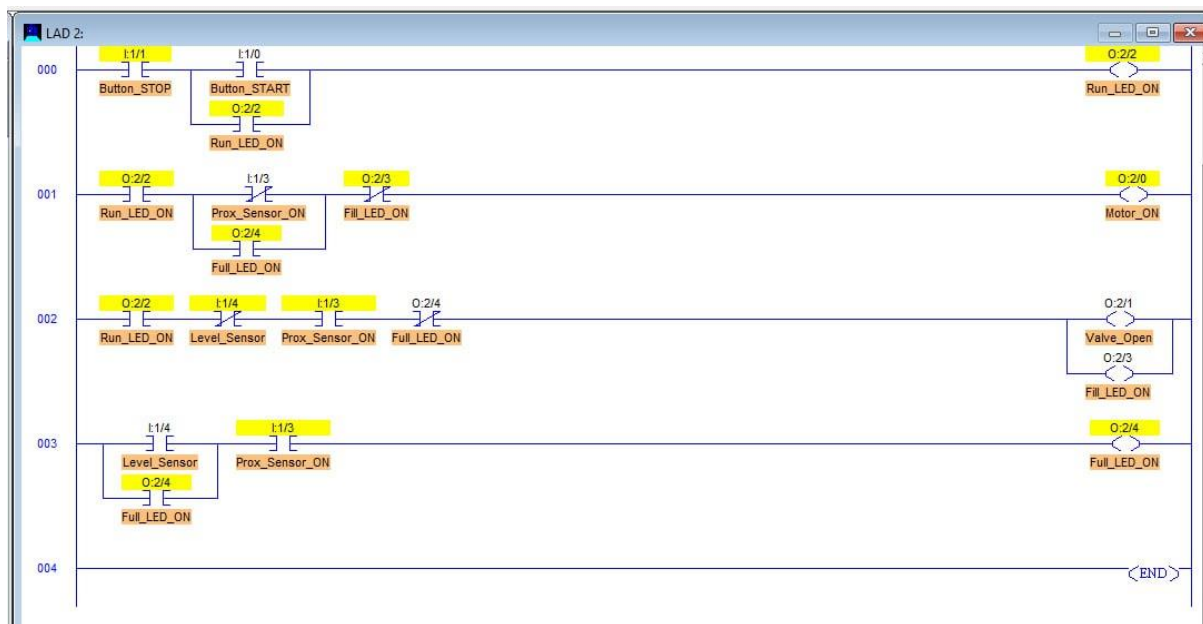 LAD 2:
I:1/1 I:1/0 O:2/2
000
Button_STOP Button_START Run_LED_ON
O:2/2
Run_LED_ON
O:2/2 I:1/3 O:2/3 O:2/0
001
Run_LED_ON Prox_Sensor_ON Fill_LED_ON Motor_ON
O:2/4
Full_LED_ON
O:2/2 I:1/4 I:1/3 O:2/4 O:2/1
002
Run_LED_ON Level_Sensor Prox_Sensor_ON Full_LED_ON Valve_Open
O:2/3
Fill_LED_ON
I:1/4 I:1/3 O:2/4
003
Level_Sensor Prox_Sensor_ON Full_LED_ON
O:2/4
Full_LED_ON
004 END